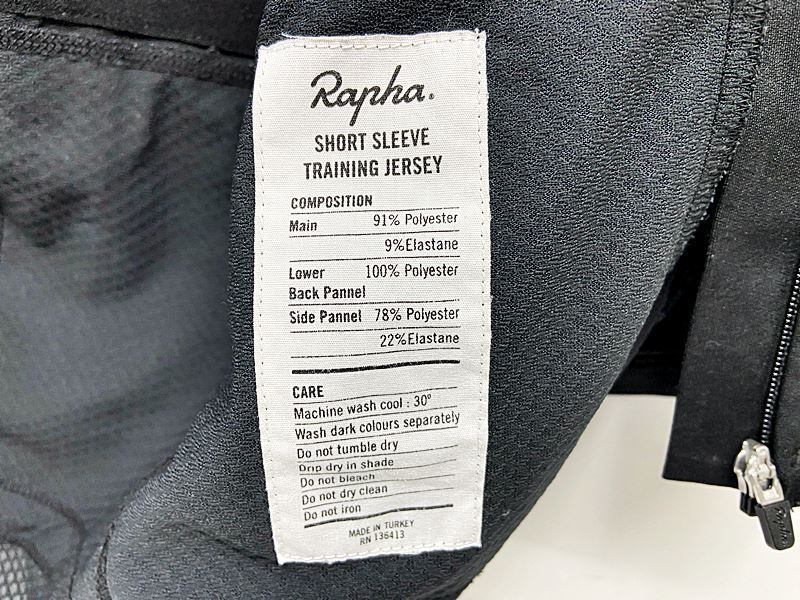 Rapha.
SHORT SLEEVE
TRAINING JERSEY
COMPOSITION
Main 91% Polyester
9%Elastane
Lower 100% Polyester
Back Pannel
Side Pannel 78% Polyester
22%Elastane
CARE
Machine wash cool : 30°
Wash dark colours separately
Do not tumble dry
Drip dry in shade
Do not bleach
Do not dry clean
Do not iron
MADE IN TURKEY
RN 136413
Rapha